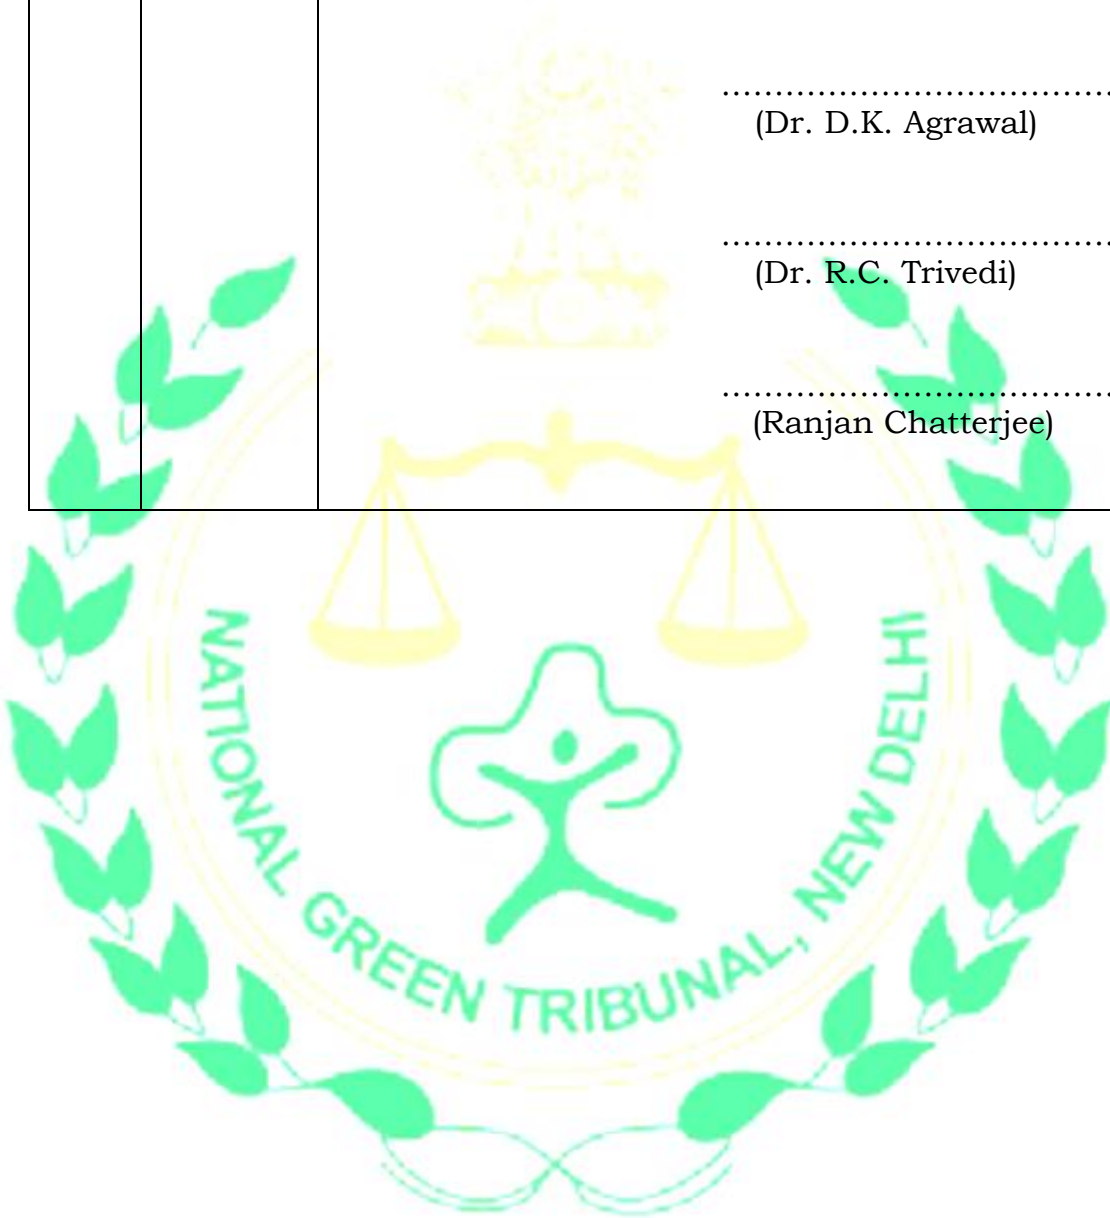 ……………………………………
(Dr. D.K. Agrawal)
……………………………………
(Dr. R.C. Trivedi)
……………………………………
(Ranjan Chatterjee)
NATIONAL GREEN TRIBUNAL, NEW DELHI